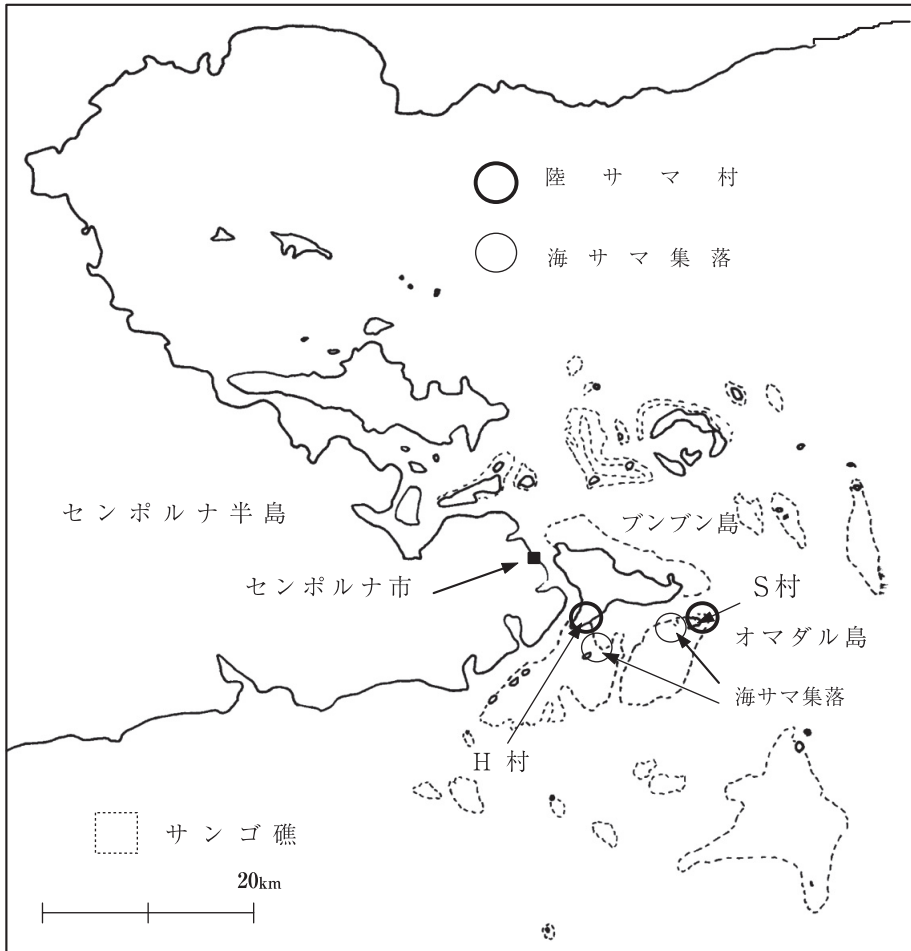 陸サマ村
海サマ集落
ブンブン島
センポルナ半島
センポルナ市
S村
オマダル島
海サマ集落
H 村
サンゴ礁
20km